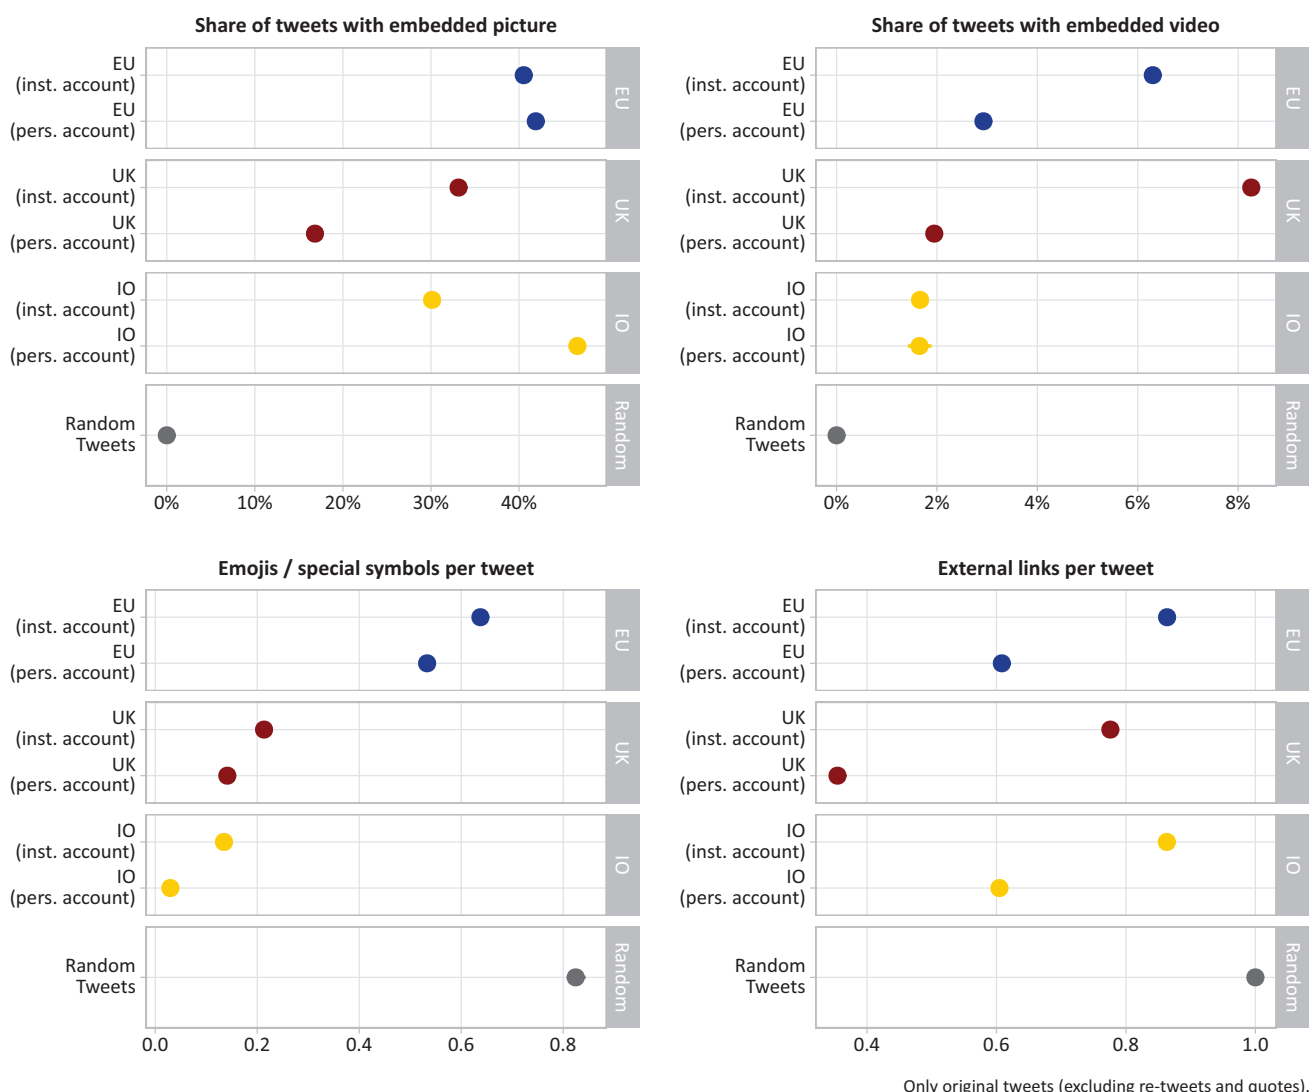 Share of tweets with embedded picture
EU
(inst. account)
EU
(pers. account)
EU
UK
(inst. account)
UK
(pers. account)
UK
IO
(inst. account)
IO
(pers. account)
IO
Random
Tweets
Random
0% 10% 20% 30% 40%
Share of tweets with embedded video
EU
(inst. account)
EU
(pers. account)
EU
UK
(inst. account)
UK
(pers. account)
UK
IO
(inst. account)
IO
(pers. account)
IO
Random
Tweets
Random
0% 2% 4% 6% 8%
Emojis / special symbols per tweet
EU
(inst. account)
EU
(pers. account)
EU
UK
(inst. account)
UK
(pers. account)
UK
IO
(inst. account)
IO
(pers. account)
IO
Random
Tweets
Random
0.0 0.2 0.4 0.6 0.8
External links per tweet
EU
(inst. account)
EU
(pers. account)
EU
UK
(inst. account)
UK
(pers. account)
UK
IO
(inst. account)
IO
(pers. account)
IO
Random
Tweets
Random
0.4 0.6 0.8 1.0
Only original tweets (excluding re-tweets and quotes).